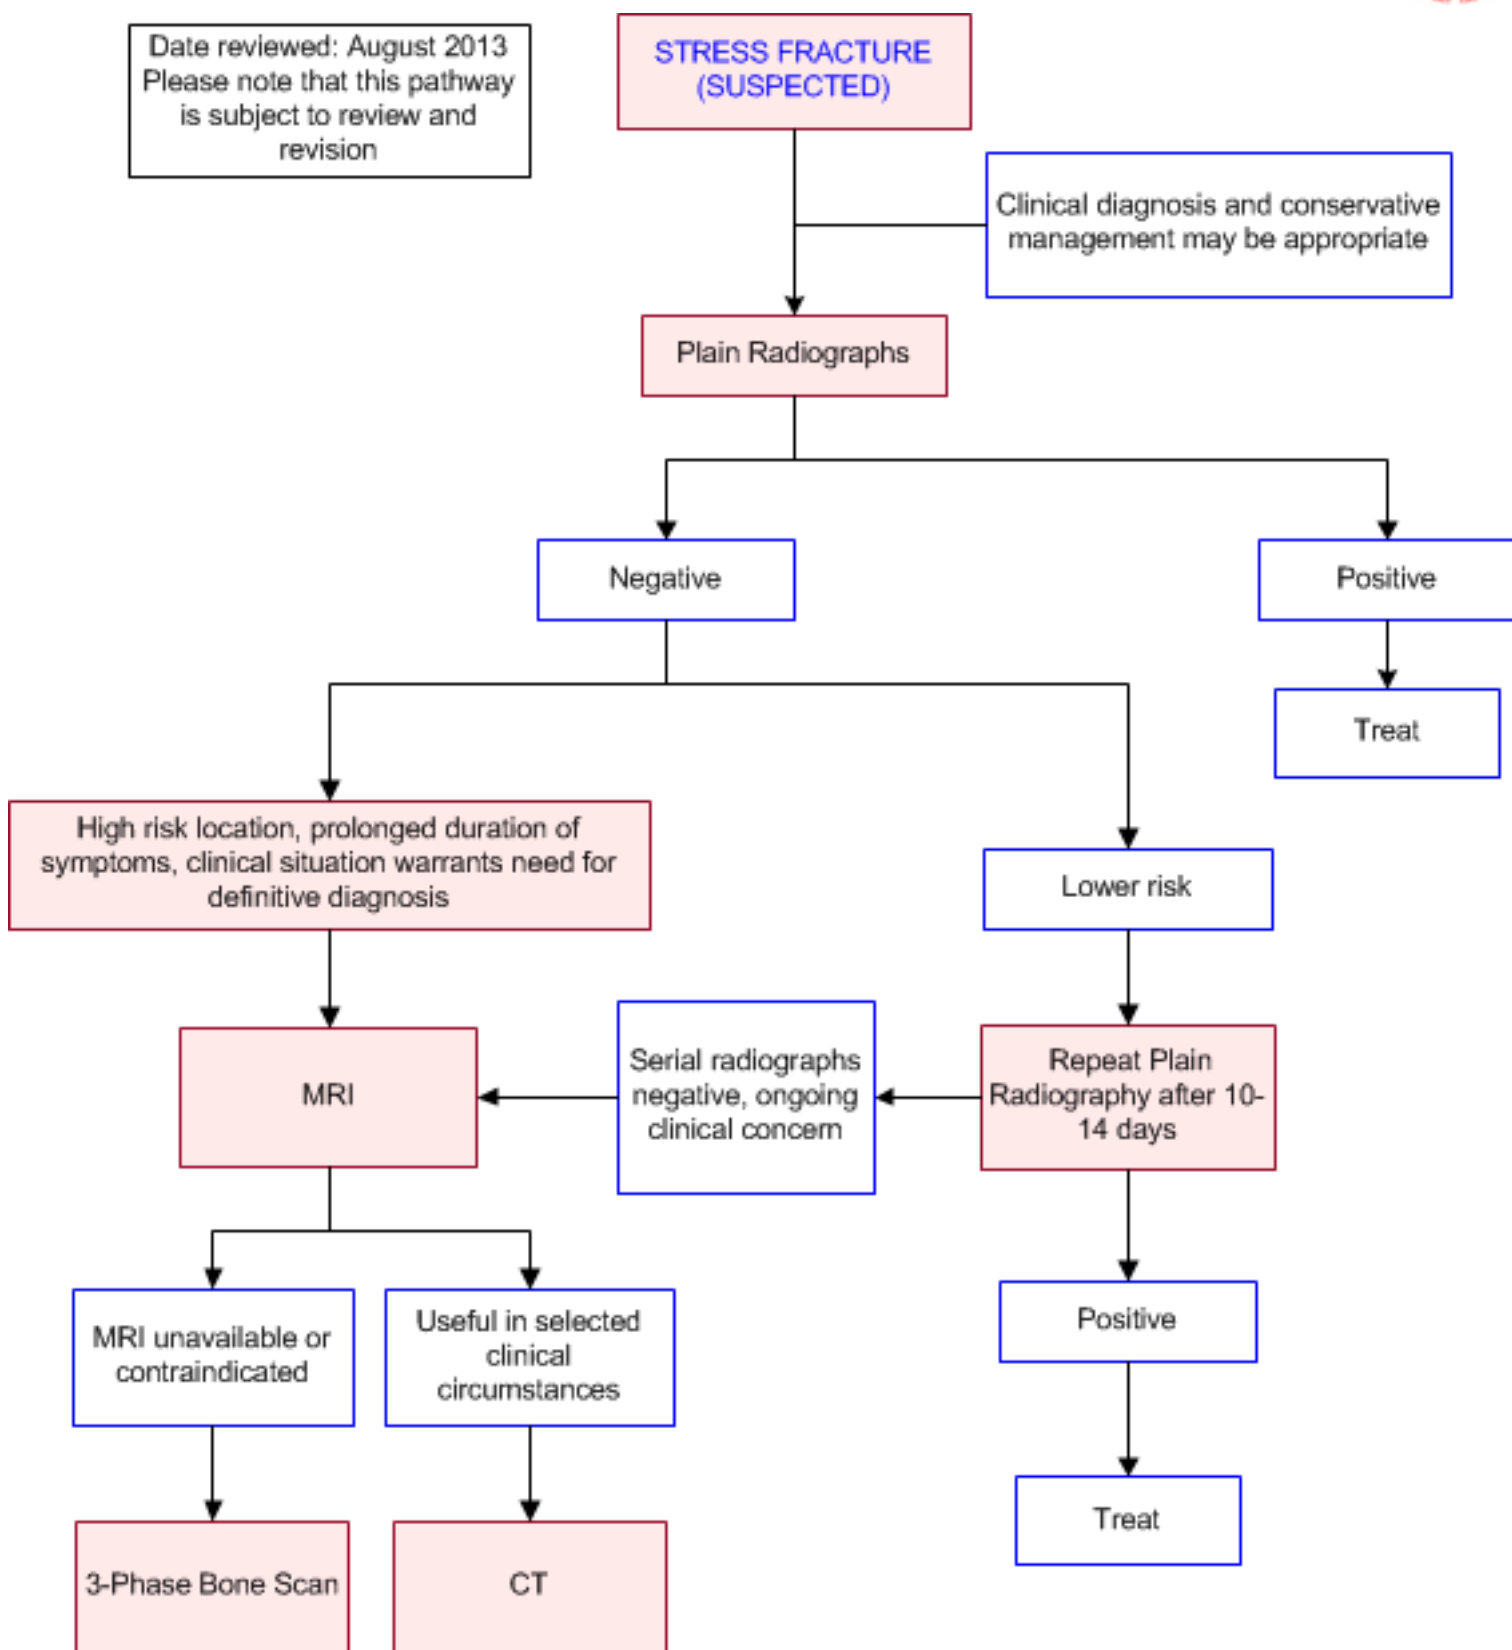 Date reviewed: August 2013
Please note that this pathway
is subject to review and
revision
STRESS FRACTURE
(SUSPECTED)
Clinical diagnosis and conservative
management may be appropriate
Plain Radiographs
Negative
Positive
Treat
High risk location, prolonged duration of
symptoms, clinical situation warrants need for
definitive diagnosis
Lower risk
MRI
Serial radiographs
negative, ongoing
clinical concern
Repeat Plain
Radiography after 10-
14 days
MRI unavailable or
contraindicated
Useful in selected
clinical
circumstances
Positive
Treat
3-Phase Bone Scan
CT